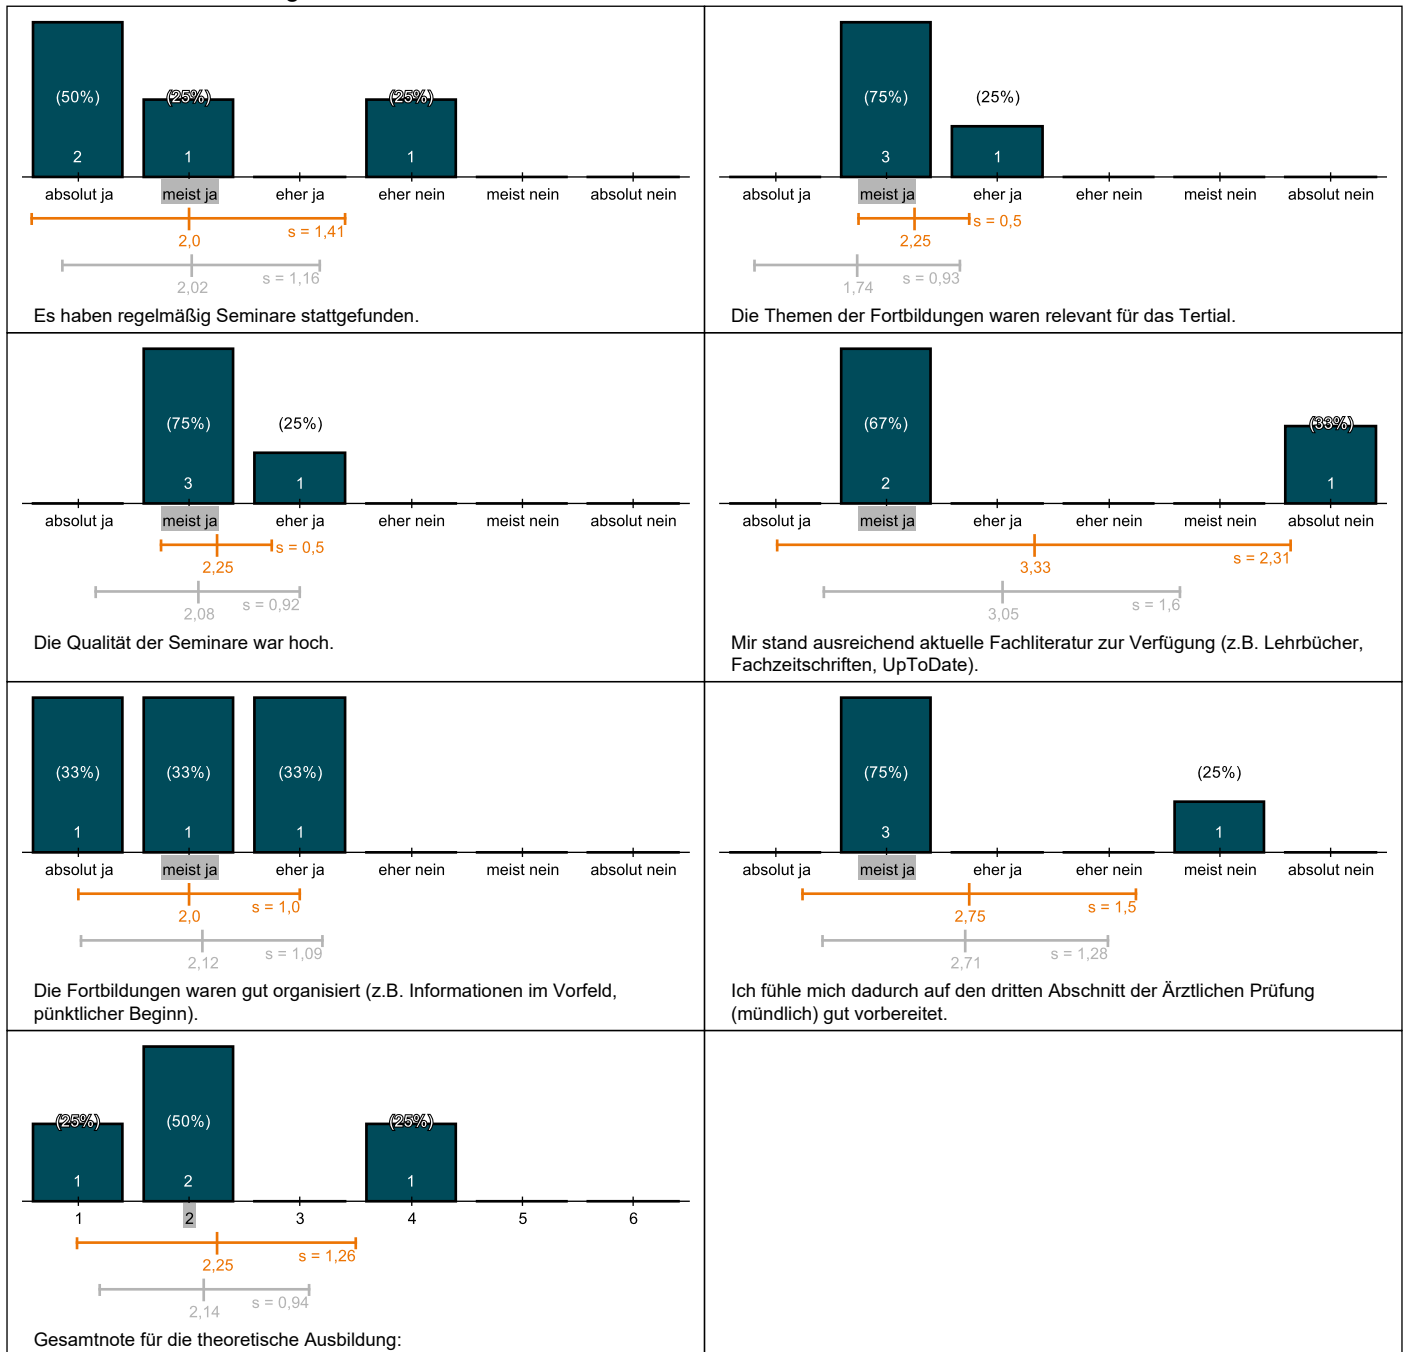 (50%)
(25%)
(25%)
2
1
1
absolut ja
meist ja
eher ja
eher nein
meist nein
absolut nein
s = 1,41
2,0
s = 1,16
2,02
Es haben regelmäßig Seminare stattgefunden.
(75%)
(25%)
3
1
absolut ja
meist ja
eher ja
eher nein
meist nein
absolut nein
s = 0,5
2,25
s = 0,93
1,74
Die Themen der Fortbildungen waren relevant für das Tertial.
(75%)
(25%)
3
1
absolut ja
meist ja
eher ja
eher nein
meist nein
absolut nein
s = 0,5
2,25
s = 0,92
2,08
Die Qualität der Seminare war hoch.
(67%)
(33%)
2
1
absolut ja
meist ja
eher ja
eher nein
meist nein
absolut nein
s = 2,31
3,33
s = 1,6
3,05
Mir stand ausreichend aktuelle Fachliteratur zur Verfügung (z.B. Lehrbücher,
Fachzeitschriften, UpToDate).
(33%)
(33%)
(33%)
1
1
1
absolut ja
meist ja
eher ja
eher nein
meist nein
absolut nein
s = 1,0
2,0
s = 1,09
2,12
Die Fortbildungen waren gut organisiert (z.B. Informationen im Vorfeld,
pünktlicher Beginn).
(75%)
(25%)
3
1
absolut ja
meist ja
eher ja
eher nein
meist nein
absolut nein
s = 1,5
2,75
s = 1,28
2,71
Ich fühle mich dadurch auf den dritten Abschnitt der Ärztlichen Prüfung
(mündlich) gut vorbereitet.
(25%)
(50%)
(25%)
1
2
1
1
2
3
4
5
6
s = 1,26
2,25
s = 0,94
2,14
Gesamtnote für die theoretische Ausbildung: